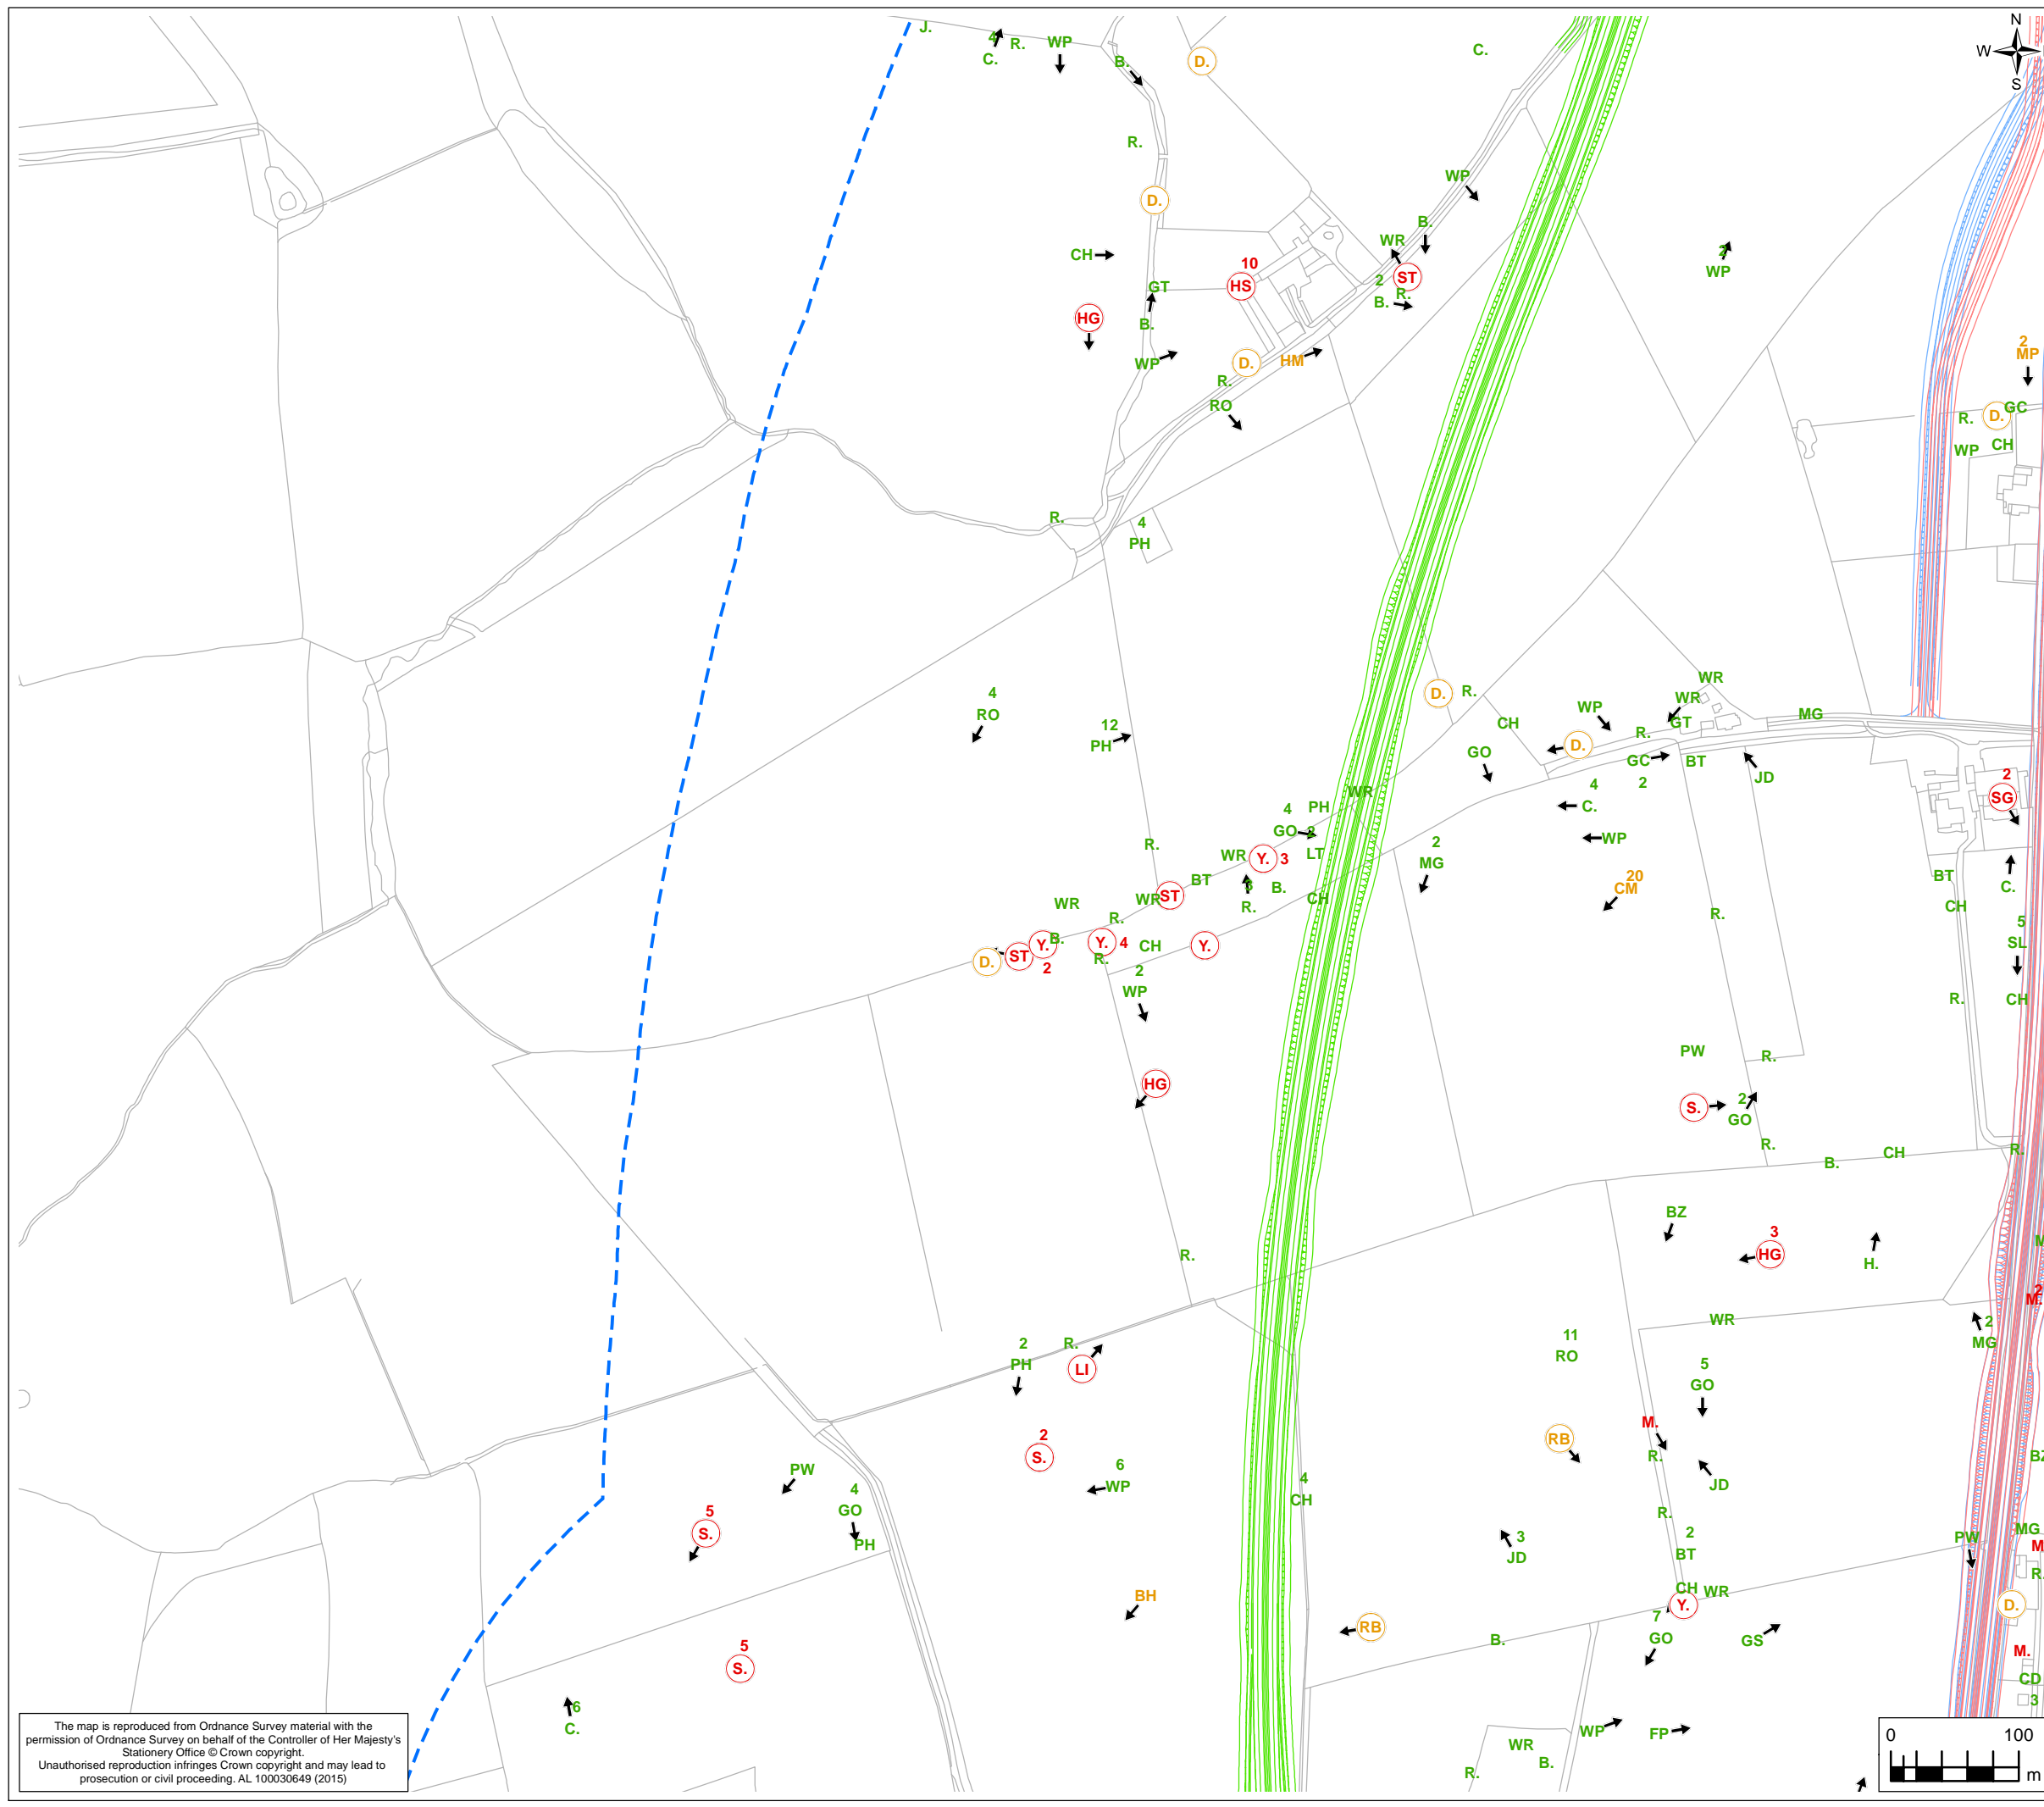 J.
4
C.
R.
WP
B.
D.
C.
N
W
S
R.
WP
D.
B.
WR
CH
2
WP
10
HS
ST
GT
2
B.
R.
HG
B.
WP
D.
HM
2
MP
R.
RO
D.
GC
R.
CH
WP
R.
4
PH
WR
D.
R.
4
RO
WR
WP
MG
CH
GT
12
PH
R.
D.
GO
GC
BT
JD
2
4
C.
2
SG
WR
4
PH
GO
2
LT
WP
R.
WR
Y.
3
2
MG
C.
BT
BT
3
B.
R.
20
CM
ST
WR
CH
WR
R.
CH
R.
5
SL
D.
ST
Y.
B.
2
Y.
4
R.
CH
Y.
2
WP
R.
CH
PW
R.
HG
S.
2
GO
R.
B.
CH
R.
BZ
3
HG
H.
R.
2
M.
WR
2
MG
2
PH
R.
LI
11
RO
5
GO
M.
RB
R.
BZ
2
S.
PW
6
WP
JD
4
GO
4
CH
5
S.
PH
R.
3
JD
2
BT
MG
PW
M
R.
BH
CH
WR
Y.
D.
RB
7
GO
GS
B.
M.
5
S.
CD
3
6
C.
WP
FP
WR
B.
R.
The map is reproduced from Ordnance Survey material with the
permission of Ordnance Survey on behalf of the Controller of Her Majesty's
Stationery Office © Crown copyright.
Unauthorised reproduction infringes Crown copyright and may lead to
prosecution or civil proceeding. AL 100030649 (2015)
0 100
m